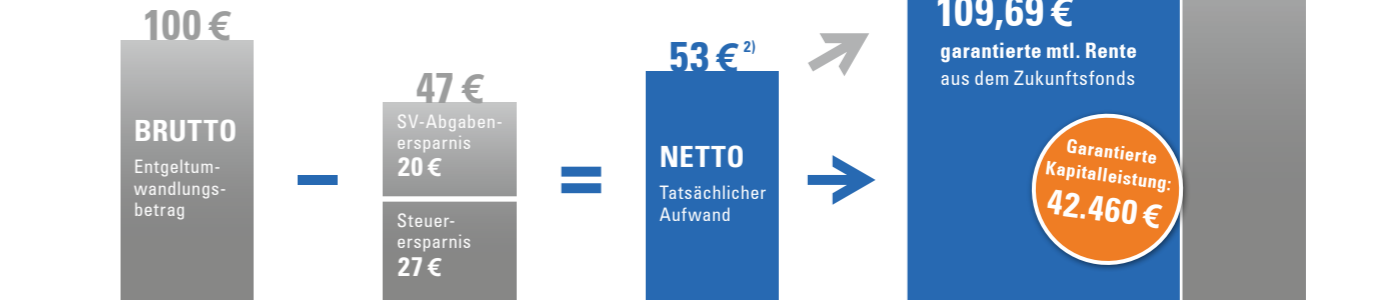 100 €
BRUTTO
Entgeltum-
wandlungs-
betrag
–
47 €
SV-Abgaben-
ersparnis
20 €
Steuer-
ersparnis
27 €
=
53 € 2)
NETTO
Tatsächlicher
Aufwand
109,69 €
garantierte mtl. Rente
aus dem Zukunftsfonds
Garantierte
Kapitalleistung:
42.460 €